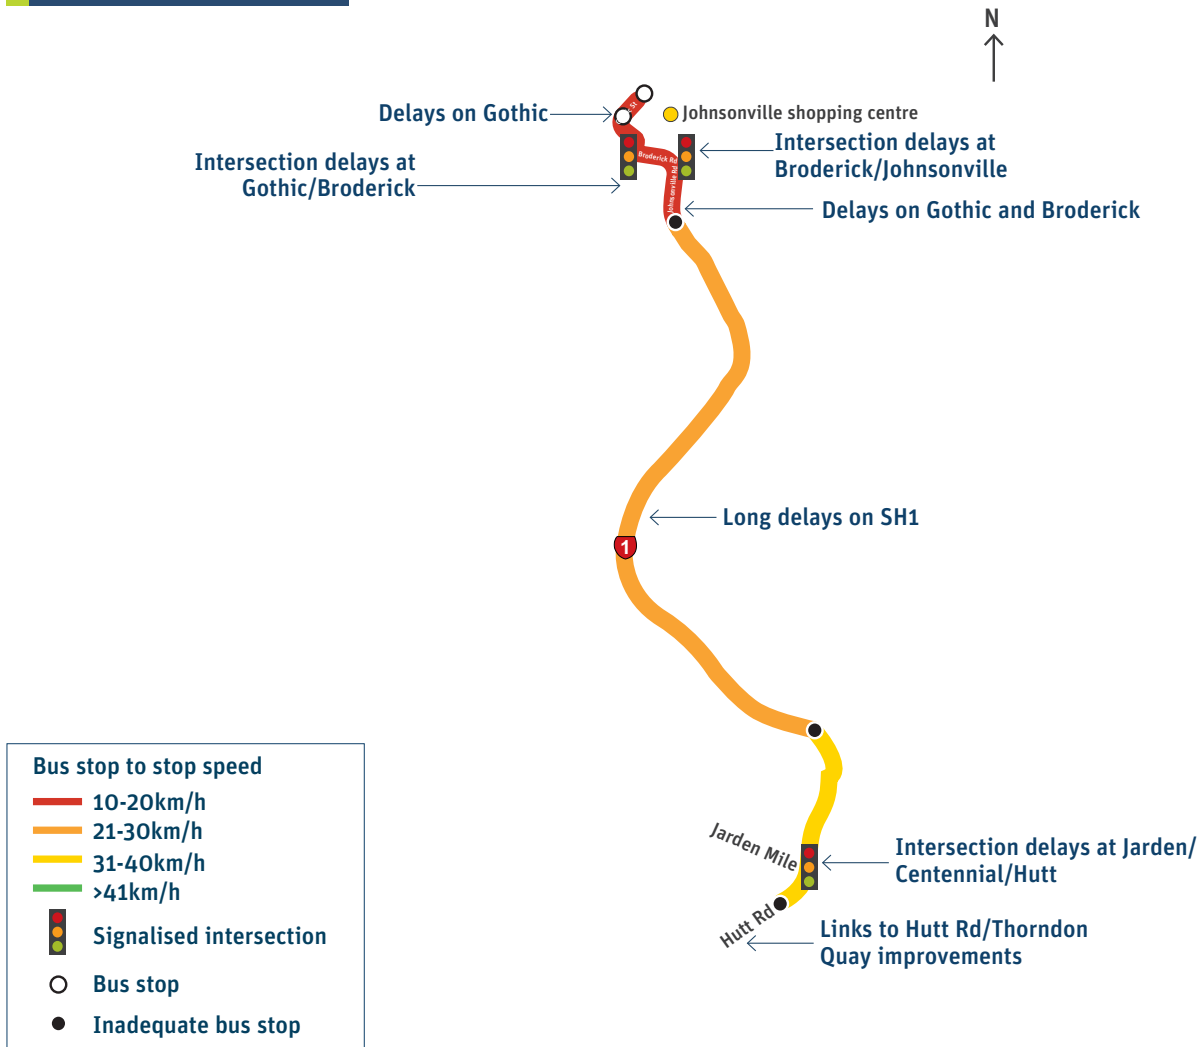 N
Delays on Gothic
Johnsonville shopping centre
Intersection delays at
Broderick/Johnsonville
Intersection delays at
Gothic/Broderick
Broderick Rd
Johnsonville Rd
St
Delays on Gothic and Broderick
Long delays on SH1
1
Jarden Mile
Intersection delays at Jarden/
Centennial/Hutt
Hutt Rd
Links to Hutt Rd/Thorndon
Quay improvements
Bus stop to stop speed
10-20km/h
21-30km/h
31-40km/h
>41km/h
Signalised intersection
Bus stop
Inadequate bus stop